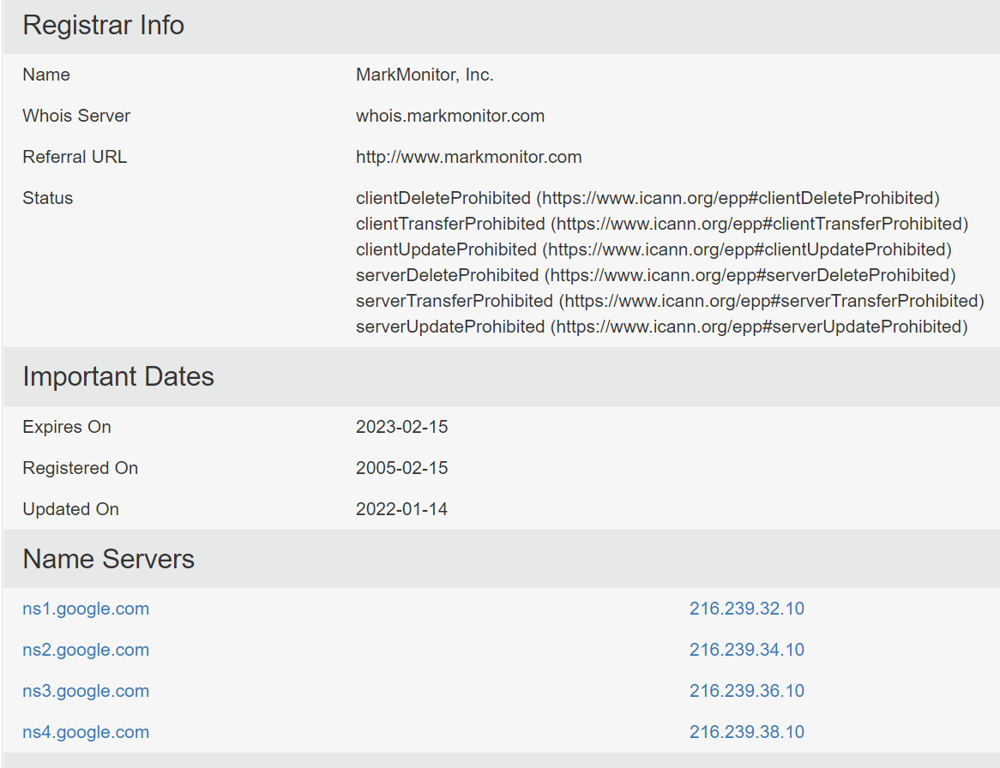 Registrar Info
Name MarkMonitor, Inc.
Whois Server whois.markmonitor.com
Referral URL http://www.markmonitor.com
Status clientDeleteProhibited (https://www.icann.org/epp#clientDeleteProhibited)
clientTransferProhibited (https://www.icann.org/epp#clientTransferProhibited)
clientUpdateProhibited (https://www.icann.org/epp#clientUpdateProhibited)
serverDeleteProhibited (https://www.icann.org/epp#serverDeleteProhibited)
serverTransferProhibited (https://www.icann.org/epp#serverTransferProhibited)
serverUpdateProhibited (https://www.icann.org/epp#serverUpdateProhibited)
Important Dates
Expires On 2023-02-15
Registered On 2005-02-15
Updated On 2022-01-14
Name Servers
ns1.google.com 216.239.32.10
ns2.google.com 216.239.34.10
ns3.google.com 216.239.36.10
ns4.google.com 216.239.38.10